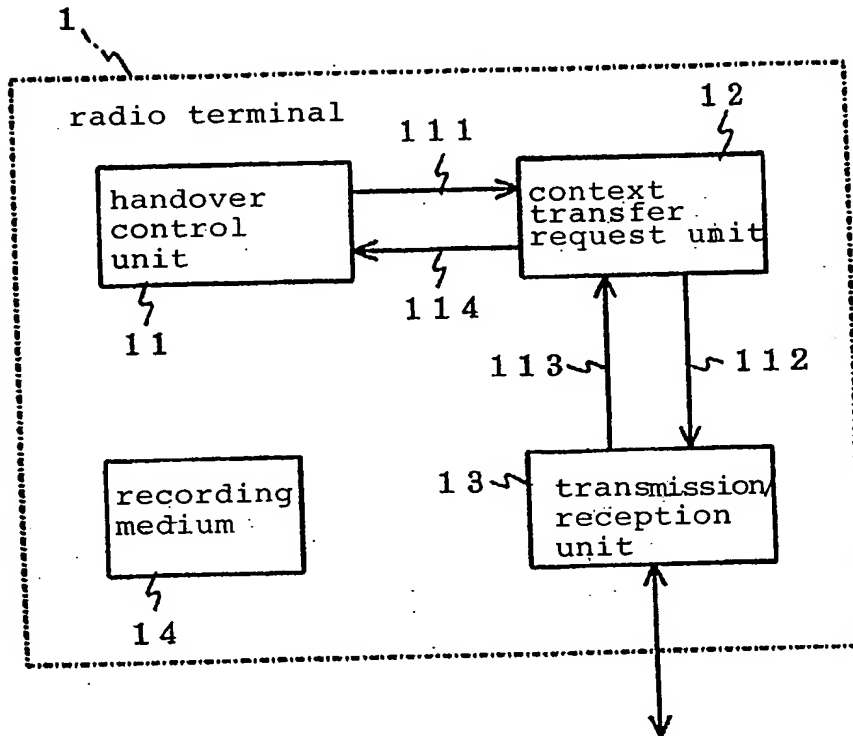 1
radio terminal
12
111
handover
control
unit
context
transfer
request unit
114
11
113
112
recording
medium
13
transmission/
reception
unit
14